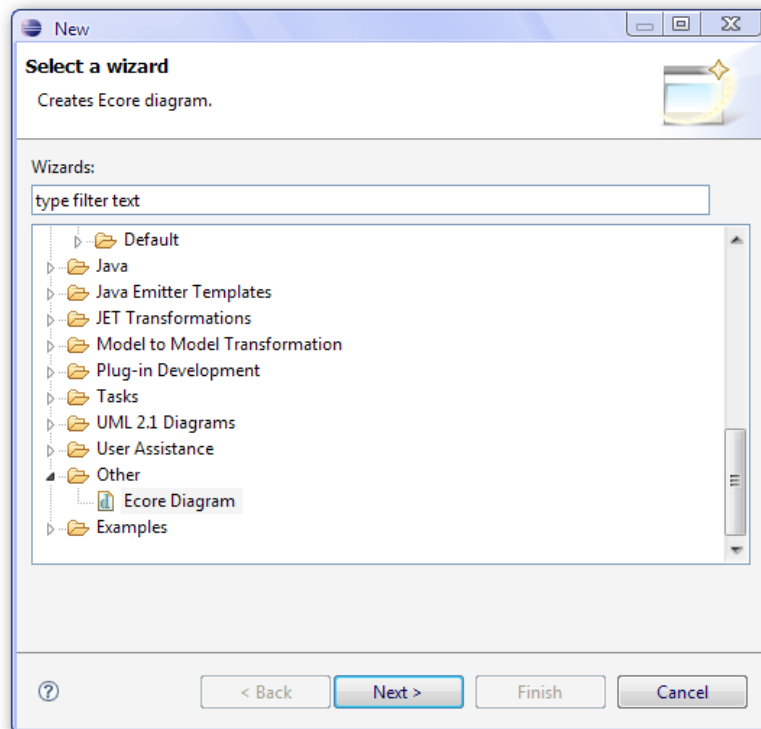 New
Select a wizard
Creates Ecore diagram.
Wizards:
type filter text
Default
Java
Java Emitter Templates
JET Transformations
Model to Model Transformation
Plug-in Development
Tasks
UML 2.1 Diagrams
User Assistance
Other
Ecore Diagram
Examples
? < Back Next > Finish Cancel